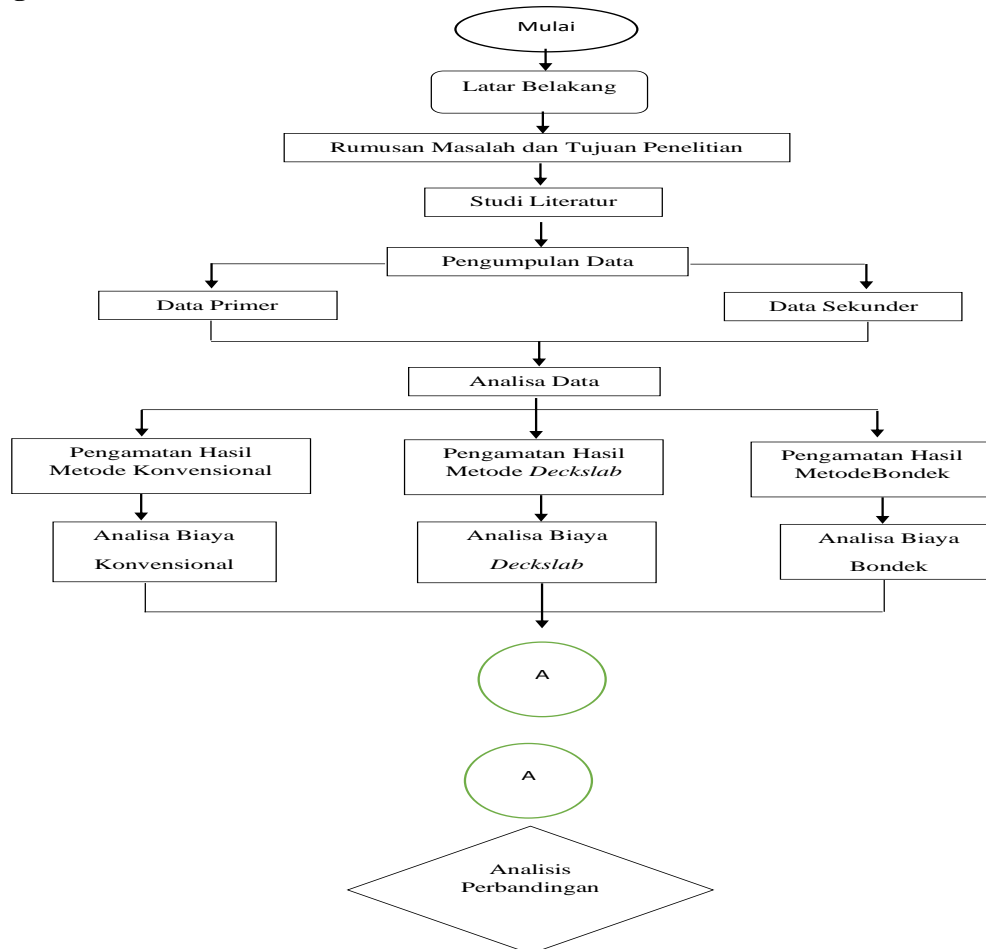 Mulai
Latar Belakang
Rumusan Masalah dan Tujuan Penelitian
Studi Literatur
Pengumpulan Data
Data Primer
Data Sekunder
Analisa Data
Pengamatan Hasil
Metode Konvensional
Pengamatan Hasil
Metode Deckslab
Pengamatan Hasil
MetodeBondek
Analisa Biaya
Konvensional
Analisa Biaya
Deckslab
Analisa Biaya
Bondek
A
A
Analisis
Perbandingan